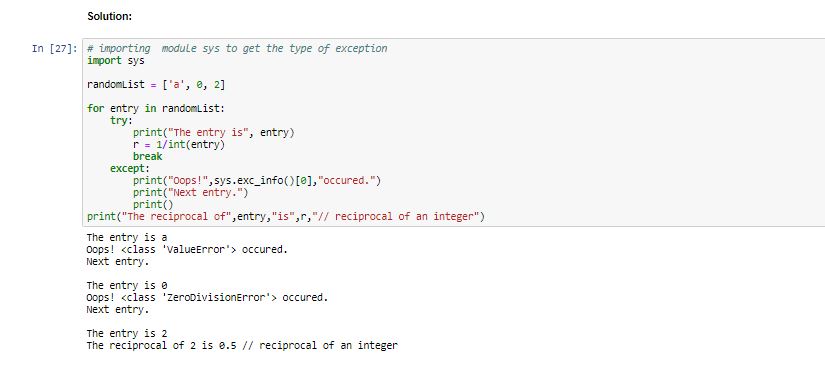 Solution:
In [27]: # importing  module sys to get the type of exception
import sys
randomList = ['a', 0, 2]
for entry in randomList:
    try:
        print("The entry is", entry)
        r = 1/int(entry)
        break
    except:
        print("Oops!",sys.exc_info()[0],"occured.")
        print("Next entry.")
        print()
print("The reciprocal of",entry,"is",r,"// reciprocal of an integer")
The entry is a
Oops! <class 'ValueError'> occured.
Next entry.
The entry is 0
Oops! <class 'ZeroDivisionError'> occured.
Next entry.
The entry is 2
The reciprocal of 2 is 0.5 // reciprocal of an integer